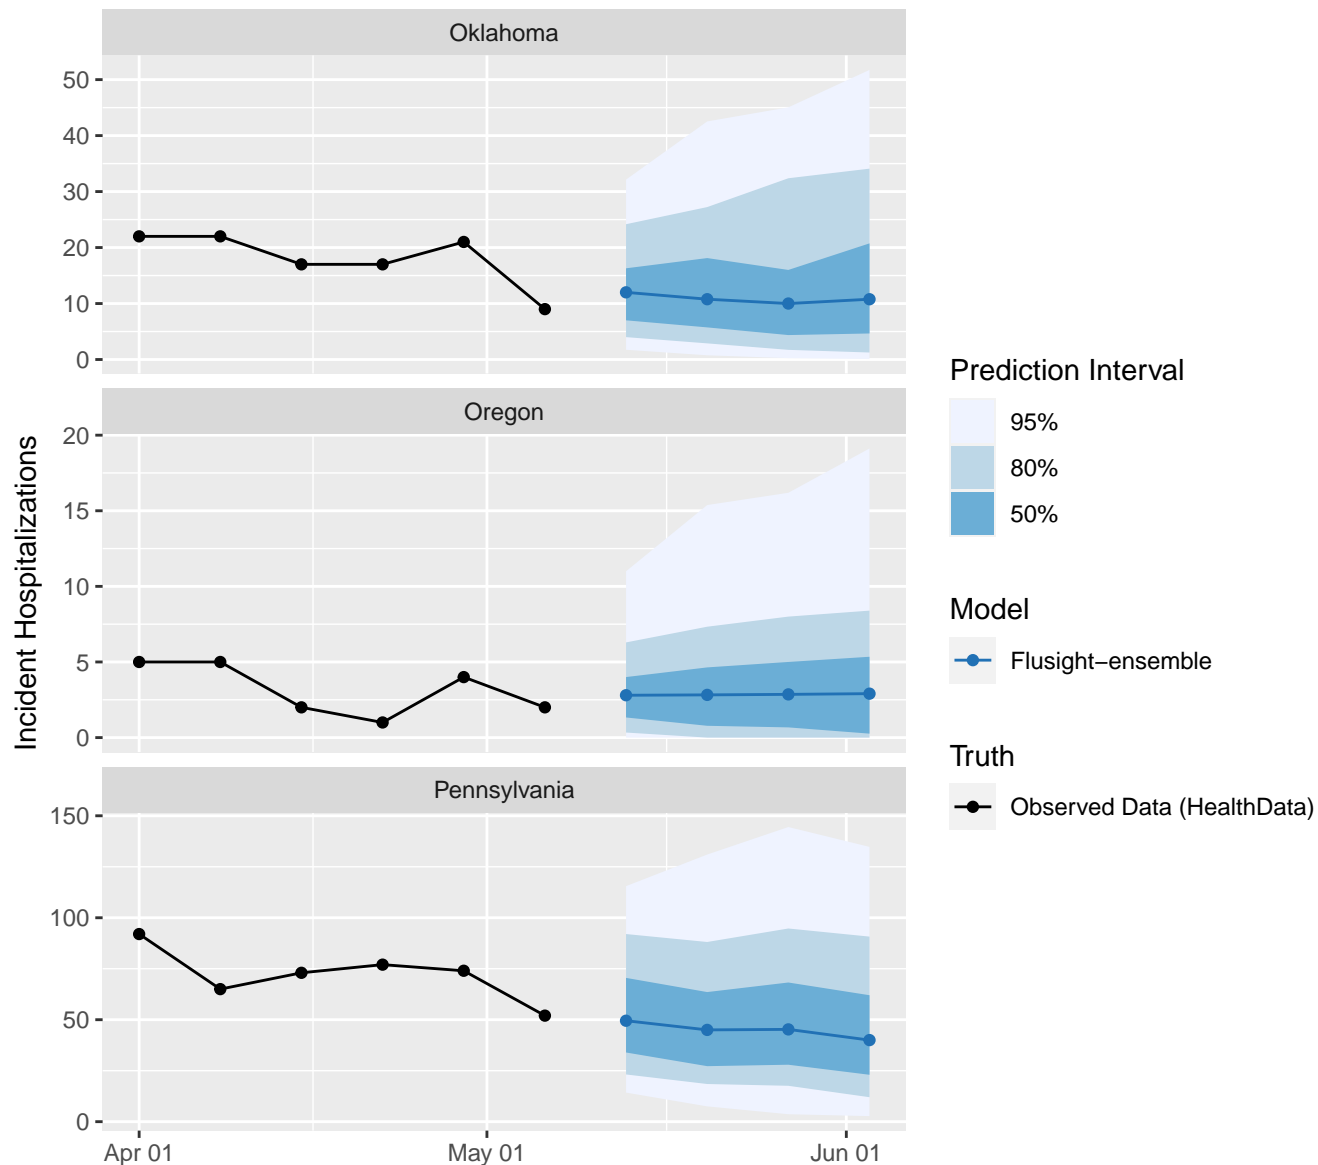 Oklahoma
50
40
30
20
10
0
Oregon
20
15
10
5
0
Pennsylvania
150
100
50
0
Apr 01
May 01
Jun 01
Incident Hospitalizations
Prediction Interval
95%
80%
50%
Model
Flusight−ensemble
Truth
Observed Data (HealthData)